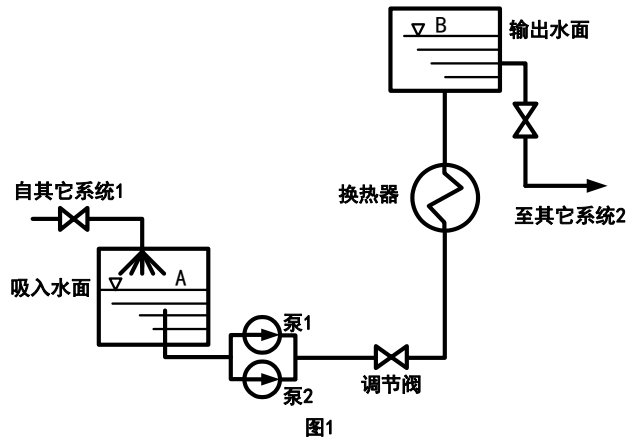 B
输出水面
换热器
自其它系统1
至其它系统2
A
吸入水面
泵1
调节阀
泵2
图1